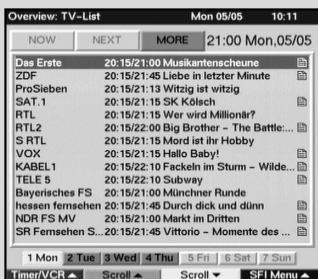 Overview: TV-List Mon 05/05 10:11
NOW NEXT MORE 21:00 Mon,05/05
Das Erste 20:15/21:00 Musikantenscheune
ZDF 20:15/21:45 Liebe in letzter Minute
ProSieben 20:15/21:13 Witzig ist witzig
SAT.1 20:15/21:15 SK Kölsch
RTL 20:15/21:15 Wer wird Millionär?
RTL2 20:15/22:00 Big Brother - The Battle:...
S RTL 20:15/21:15 Mord ist ihr Hobby
VOX 20:15/21:15 Hallo Baby!
KABEL1 20:15/22:10 Fackeln im Sturm - Wilde...
TELE 5 20:15/22:10 Subway
Bayerisches FS 20:15/21:00 Münchner Runde
hessen fernsehen 20:15/21:45 Durch dick und dünn
NDR FS MV 20:15/21:00 Markt im Dritten
SR Fernsehen S... 20:15/21:45 Vittorio - Momente des ...
1 Mon 2 Tue 3 Wed 4 Thu 5 Fri 6 Sat 7 Sun
Timer/VCR ▲ Scroll ▲ Scroll ▼ SFI Menu ▲